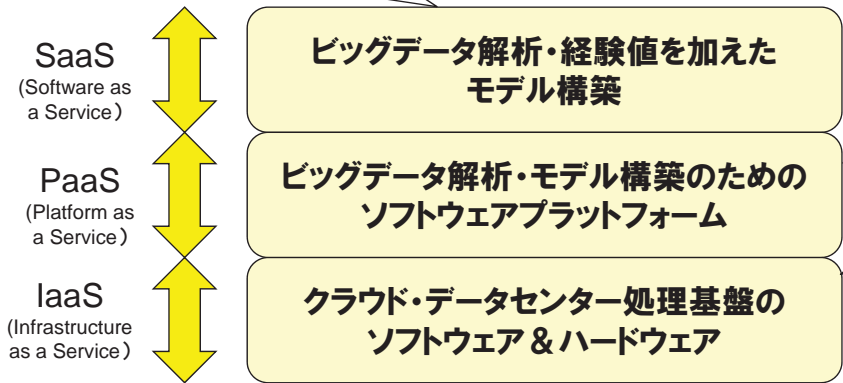 SaaS
(Software as
a Service)
ビッグデータ解析・経験値を加えた
モデル構築
PaaS
(Platform as
a Service)
ビッグデータ解析・モデル構築のための
ソフトウェアプラットフォーム
IaaS
(Infrastructure
as a Service)
クラウド・データセンター処理基盤の
ソフトウェア&ハードウェア